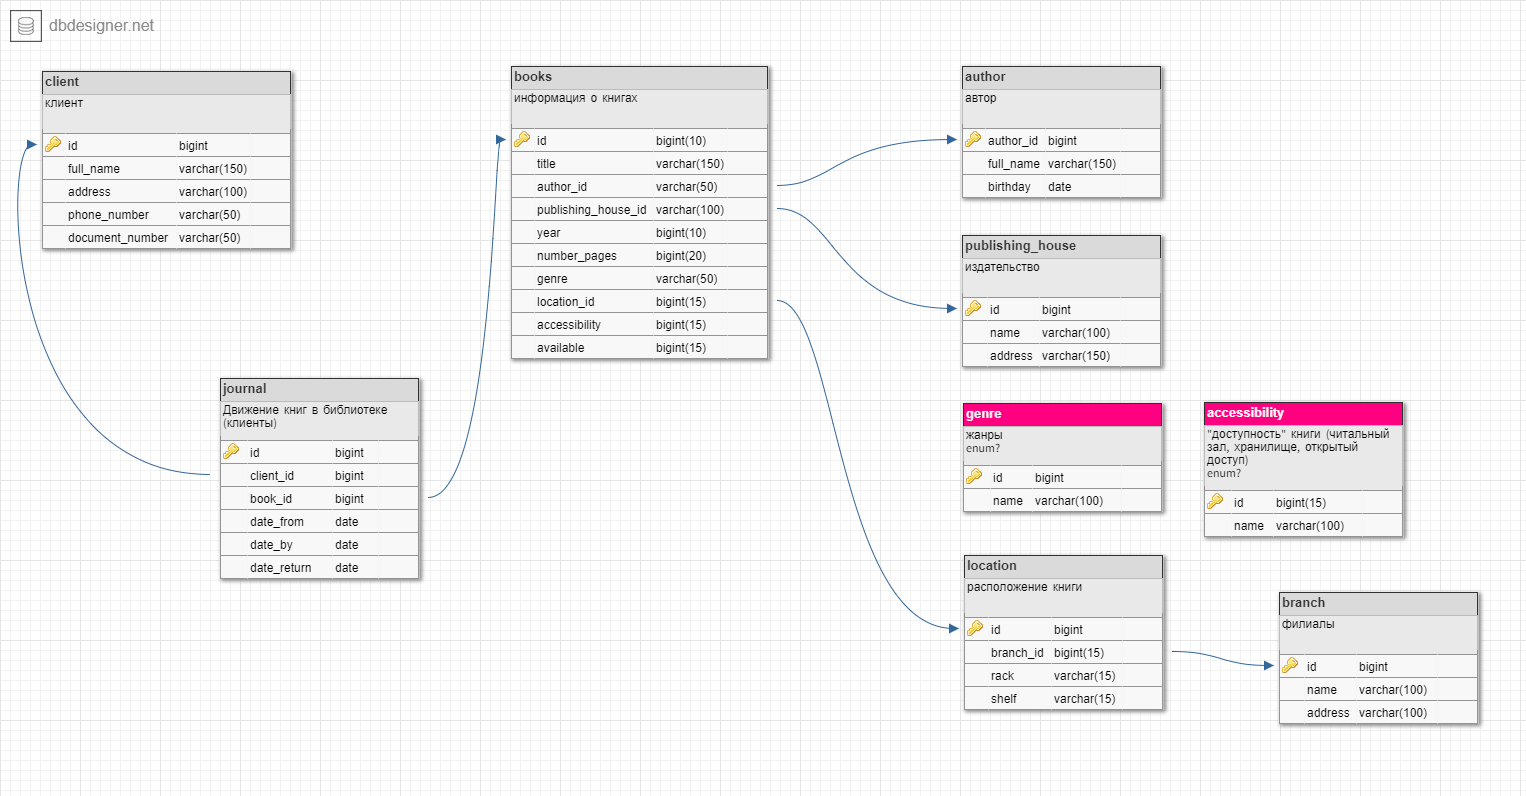 dbdesigner.net
client
клиент
id bigint
full_name varchar(150)
address varchar(100)
phone_number varchar(50)
document_number varchar(50)
books
информация о книгах
id bigint(10)
title varchar(150)
author_id varchar(50)
publishing_house_id varchar(100)
year bigint(10)
number_pages bigint(20)
genre varchar(50)
location_id bigint(15)
accessibility bigint(15)
available bigint(15)
author
автор
author_id bigint
full_name varchar(150)
birthday date
publishing_house
издательство
id bigint
name varchar(100)
address varchar(150)
journal
Движение книг в библиотеке
(клиенты)
id bigint
client_id bigint
book_id bigint
date_from date
date_by date
date_return date
genre
жанры
enum?
id bigint
name varchar(100)
accessibility
"доступность" книги (читальный
зал, хранилище, открытый
доступ)
enum?
id bigint(15)
name varchar(100)
location
расположение книги
id bigint
branch_id bigint(15)
rack varchar(15)
shelf varchar(15)
branch
филиалы
id bigint
name varchar(100)
address varchar(100)